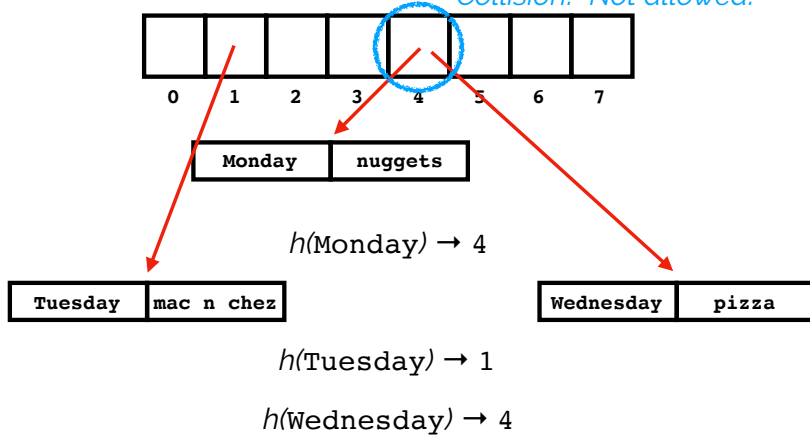 Collision! Not allowed!
0 1 2 3 4 5 6 7
Monday nuggets
h(Monday) → 4
Tuesday mac n chez Wednesday pizza
h(Tuesday) → 1
h(Wednesday) → 4